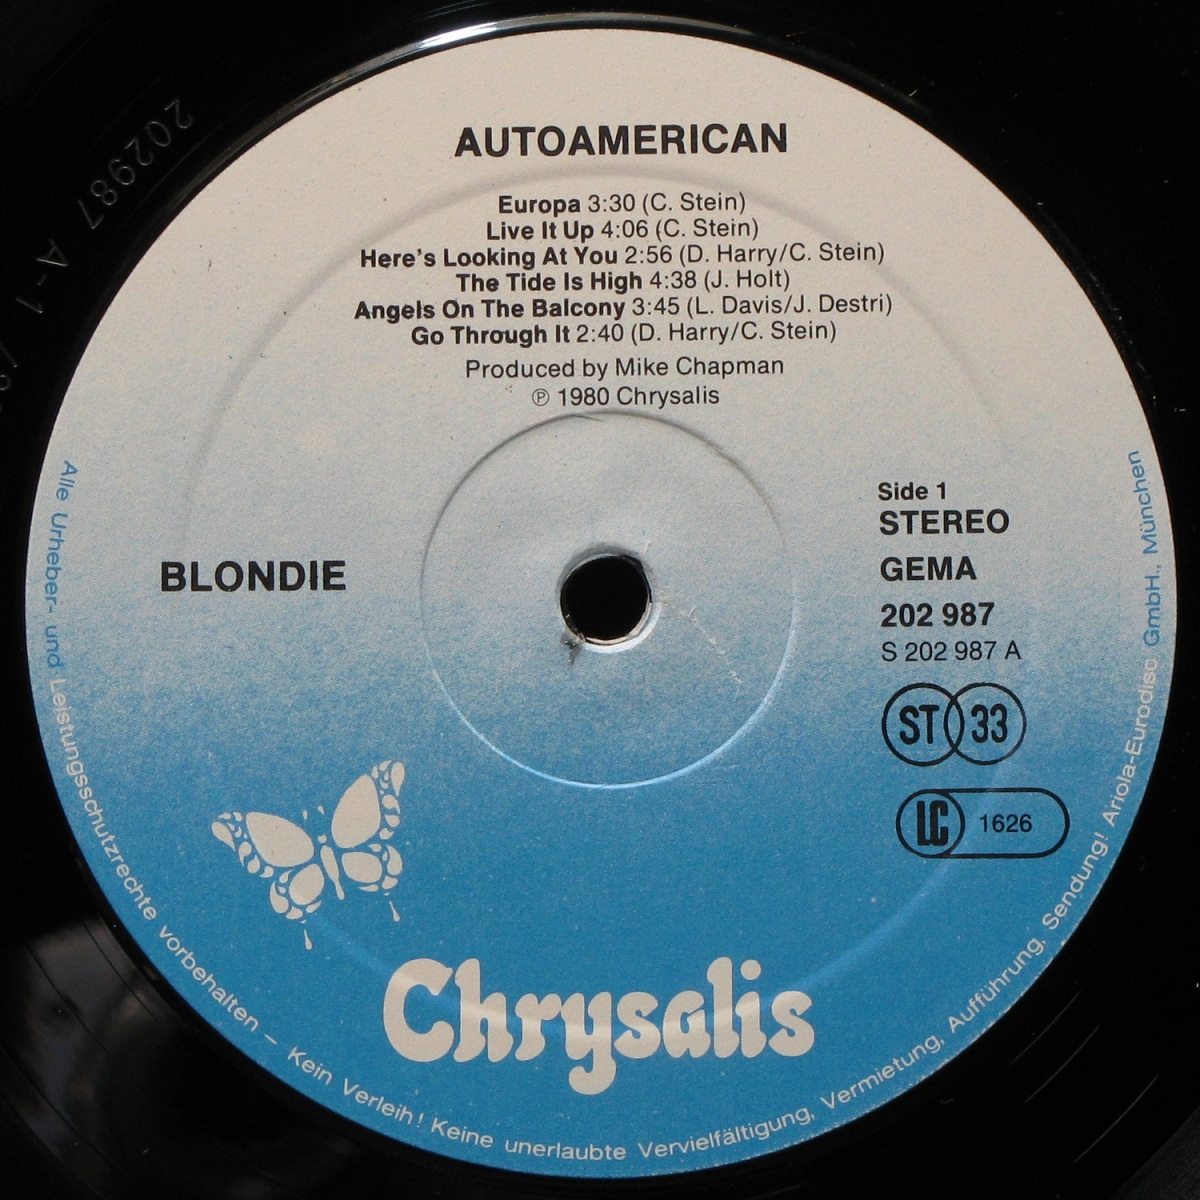 AUTOAMERICAN
Europa 3:30 (C. Stein)
Live It Up 4:06 (C. Stein)
Here's Looking At You 2:56 (D. Harry/C. Stein)
The Tide Is High 4:38 (J. Holt)
Angels On The Balcony 3:45 (L. Davis/J. Destri)
Go Through It 2:40 (D. Harry/C. Stein)
Produced by Mike Chapman
℗ 1980 Chrysalis
BLONDIE
Side 1
STEREO
GEMA
202 987
S 202 987 A
ST 33
LC 1626
Chrysalis
Alle Urheber- und Leistungsschutzrechte vorbehalten – Kein Verleih! Keine unerlaubte Vervielfältigung, Vermietung, Aufführung, Sendung! Ariola-Eurodisc GmbH., München
202987 A-1